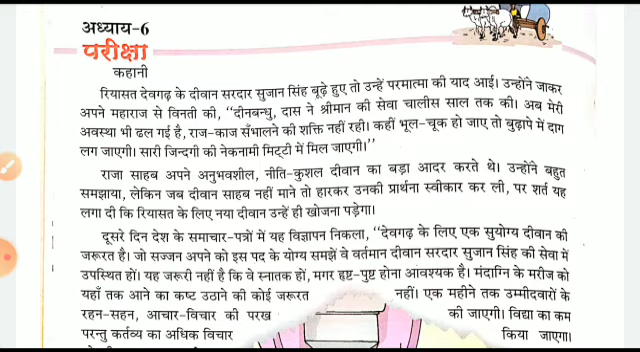 अध्याय-6
परीक्षा
कहानी
रियासत देवगढ़ के दीवान सरदार सुजान सिंह बूढ़े हुए तो उन्हें परमात्मा की याद आई। उन्होंने जाकर
अपने महाराज से विनती की, ‘‘दीनबन्धु, दास ने श्रीमान की सेवा चालीस साल तक की। अब मेरी
अवस्था भी ढल गई है, राज-काज सँभालने की शक्ति नहीं रही। कहीं भूल-चूक हो जाए तो बुढ़ापे में दाग
लग जाएगी। सारी जिन्दगी की नेकनामी मिट्टी में मिल जाएगी।’’
राजा साहब अपने अनुभवशील, नीति-कुशल दीवान का बड़ा आदर करते थे। उन्होंने बहुत
समझाया, लेकिन जब दीवान साहब नहीं माने तो हारकर उनकी प्रार्थना स्वीकार कर ली, पर शर्त यह
लगा दी कि रियासत के लिए नया दीवान उन्हें ही खोजना पड़ेगा।
दूसरे दिन देश के समाचार-पत्रों में यह विज्ञापन निकला, ‘‘देवगढ़ के लिए एक सुयोग्य दीवान की
जरूरत है। जो सज्जन अपने को इस पद के योग्य समझें वे वर्तमान दीवान सरदार सुजान सिंह की सेवा में
उपस्थित हों। यह जरूरी नहीं है कि वे स्नातक हों, मगर हृष्ट-पुष्ट होना आंवश्यक है। मंदाग्नि के मरीज को
यहाँ तक आने का कष्ट उठाने की कोई जरूरत नहीं। एक महीने तक उम्मीदवारों के
रहन-सहन, आचार-विचार की परख की जाएगी। विद्या का कम
परन्तु कर्तव्य का अधिक विचार किया जाएगा।